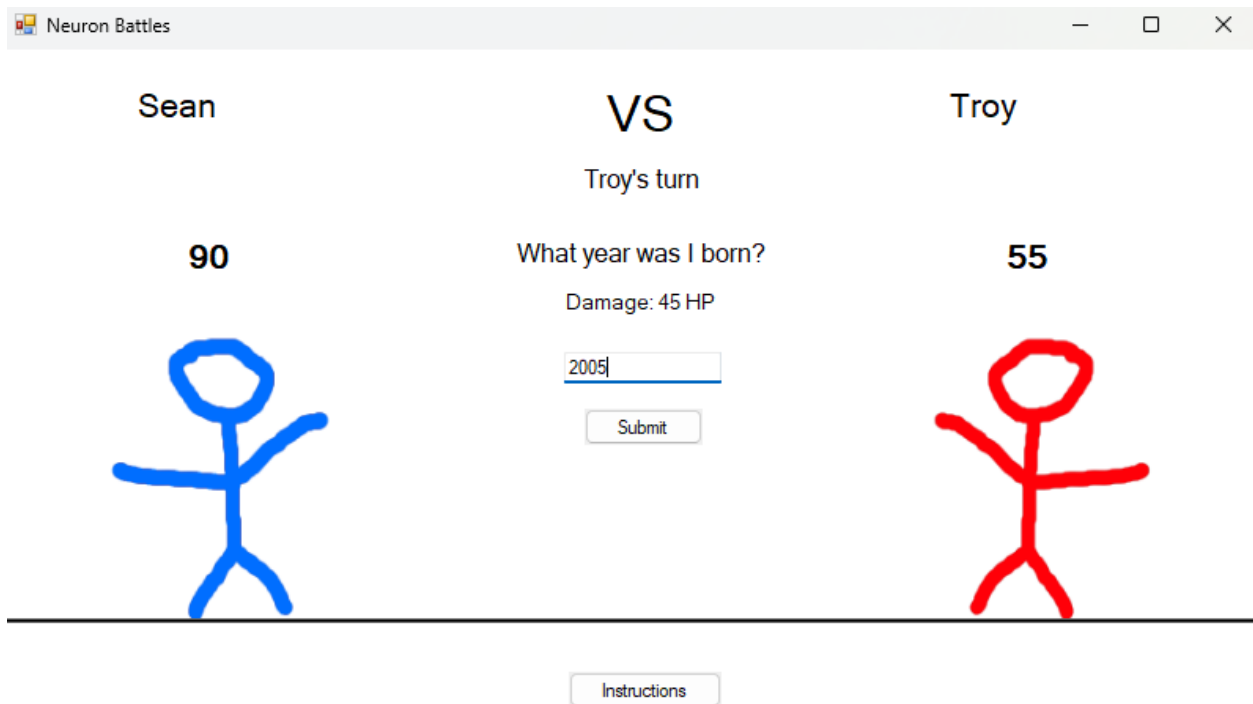 Neuron Battles
Sean
VS
Troy
Troy's turn
90
What year was I born?
55
Damage: 45 HP
2005
Submit
Instructions